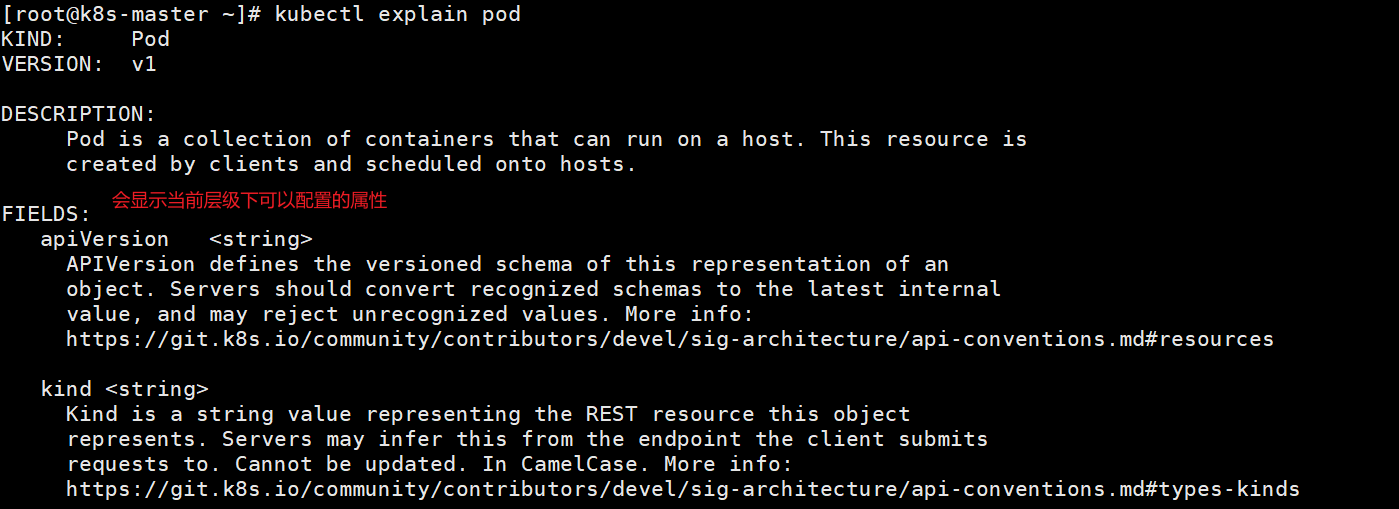 [root@k8s-master ~]# kubectl explain pod
KIND:     Pod
VERSION:  v1
DESCRIPTION:
Pod is a collection of containers that can run on a host. This resource is
created by clients and scheduled onto hosts.
会显示当前层级下可以配置的属性
FIELDS:
apiVersion   <string>
APIVersion defines the versioned schema of this representation of an
object. Servers should convert recognized schemas to the latest internal
value, and may reject unrecognized values. More info:
https://git.k8s.io/community/contributors/devel/sig-architecture/api-conventions.md#resources
kind <string>
Kind is a string value representing the REST resource this object
represents. Servers may infer this from the endpoint the client submits
requests to. Cannot be updated. In CamelCase. More info:
https://git.k8s.io/community/contributors/devel/sig-architecture/api-conventions.md#types-kinds